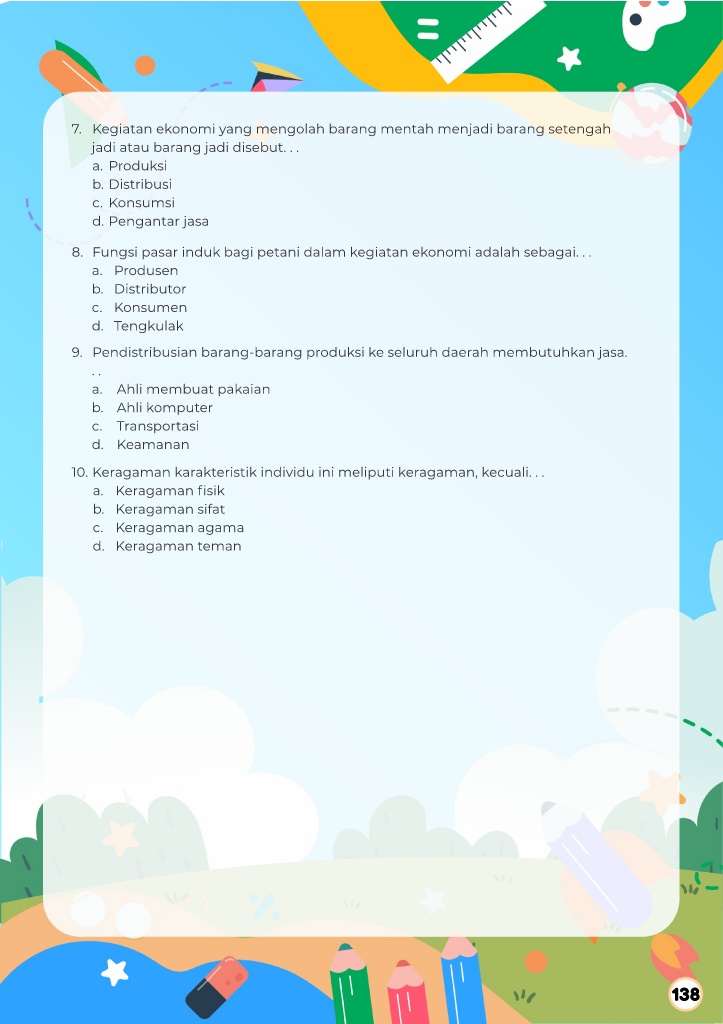 7. Kegiatan ekonomi yang mengolah barang mentah menjadi barang setengah
jadi atau barang jadi disebut. . .
a. Produksi
b. Distribusi
c. Konsumsi
d. Pengantar jasa
8. Fungsi pasar induk bagi petani dalam kegiatan ekonomi adalah sebagai. . .
a. Produsen
b. Distributor
c. Konsumen
d. Tengkulak
9. Pendistribusian barang-barang produksi ke seluruh daerah membutuhkan jasa.
. .
a. Ahli membuat pakaian
b. Ahli komputer
c. Transportasi
d. Keamanan
10. Keragaman karakteristik individu ini meliputi keragaman, kecuali. . .
a. Keragaman fisik
b. Keragaman sifat
c. Keragaman agama
d. Keragaman teman
138